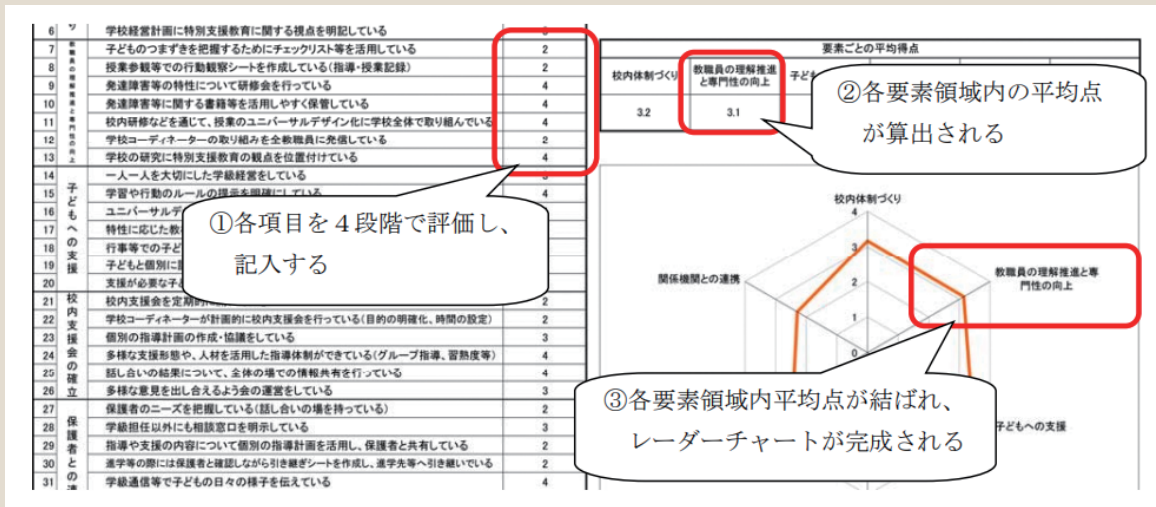 6 り 学校経営計画に特別支援教育に関する視点を明記している
教職員の理解推進と専門性の向上
7 子どものつまずきを把握するためにチェックリスト等を活用している 2
8 授業参観等での行動観察シートを作成している(指導・授業記録) 2
9 発達障害等の特性について研修会を行っている 4
10 発達障害等に関する書籍等を活用しやすく保管している 4
11 校内研修などを通じて、授業のユニバーサルデザイン化に学校全体で取り組んでいる 4
12 学校コーディネーターの取り組みを全教職員に発信している 2
13 学校の研究に特別支援教育の観点を位置付けている 4
子どもへの支援
14 一人一人を大切にした学級経営をしている
15 学習や行動のルールの提示を明確にしている 4
16 ユニバーサルデ
17 特性に応じた教
18 行事等での子ど
19 子どもと個別に
20 支援が必要な子ど
校内支援会の確立
21 校内支援会を定期的に 2
22 学校コーディネーターが計画的に校内支援会を行っている(目的の明確化、時間の設定) 2
23 個別の指導計画の作成・協議をしている 3
24 多様な支援形態や、人材を活用した指導体制ができている(グループ指導、習熟度等) 4
25 話し合いの結果について、全体の場での情報共有を行っている 4
26 多様な意見を出し合えるよう会の運営をしている 3
保護者との連
27 保護者のニーズを把握している(話し合いの場を持っている) 2
28 学級担任以外にも相談窓口を明示している 3
29 指導や支援の内容について個別の指導計画を活用し、保護者と共有している 2
30 進学等の際には保護者と確認しながら引き継ぎシートを作成し、進学先等へ引き継いでいる 2
31 学級通信等で子どもの日々の様子を伝えている 4
①各項目を4段階で評価し、
記入する
要素ごとの平均得点
校内体制づくり 教職員の理解推進と専門性の向上 子ど
3.2 3.1
②各要素領域内の平均点
が算出される
校内体制づくり
4
3
2
1
0
教職員の理解推進と専
門性の向上
関係機関との連携
子どもへの支援
③各要素領域内平均点が結ばれ、
レーダーチャートが完成される